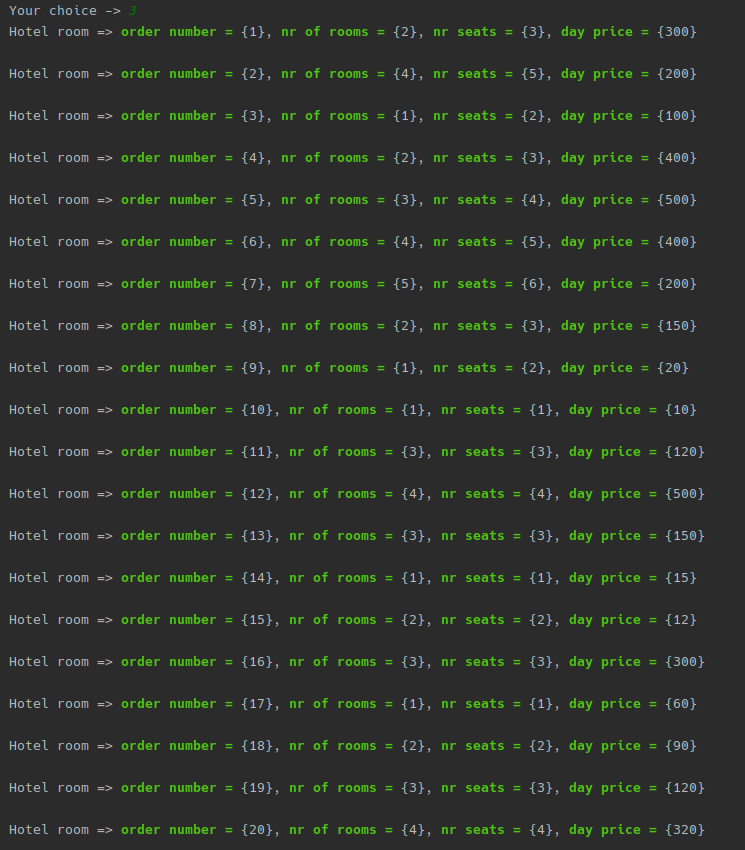 Your choice -> 3
Hotel room => order number = {1}, nr of rooms = {2}, nr seats = {3}, day price = {300}
Hotel room => order number = {2}, nr of rooms = {4}, nr seats = {5}, day price = {200}
Hotel room => order number = {3}, nr of rooms = {1}, nr seats = {2}, day price = {100}
Hotel room => order number = {4}, nr of rooms = {2}, nr seats = {3}, day price = {400}
Hotel room => order number = {5}, nr of rooms = {3}, nr seats = {4}, day price = {500}
Hotel room => order number = {6}, nr of rooms = {4}, nr seats = {5}, day price = {400}
Hotel room => order number = {7}, nr of rooms = {5}, nr seats = {6}, day price = {200}
Hotel room => order number = {8}, nr of rooms = {2}, nr seats = {3}, day price = {150}
Hotel room => order number = {9}, nr of rooms = {1}, nr seats = {2}, day price = {20}
Hotel room => order number = {10}, nr of rooms = {1}, nr seats = {1}, day price = {10}
Hotel room => order number = {11}, nr of rooms = {3}, nr seats = {3}, day price = {120}
Hotel room => order number = {12}, nr of rooms = {4}, nr seats = {4}, day price = {500}
Hotel room => order number = {13}, nr of rooms = {3}, nr seats = {3}, day price = {150}
Hotel room => order number = {14}, nr of rooms = {1}, nr seats = {1}, day price = {15}
Hotel room => order number = {15}, nr of rooms = {2}, nr seats = {2}, day price = {12}
Hotel room => order number = {16}, nr of rooms = {3}, nr seats = {3}, day price = {300}
Hotel room => order number = {17}, nr of rooms = {1}, nr seats = {1}, day price = {60}
Hotel room => order number = {18}, nr of rooms = {2}, nr seats = {2}, day price = {90}
Hotel room => order number = {19}, nr of rooms = {3}, nr seats = {3}, day price = {120}
Hotel room => order number = {20}, nr of rooms = {4}, nr seats = {4}, day price = {320}